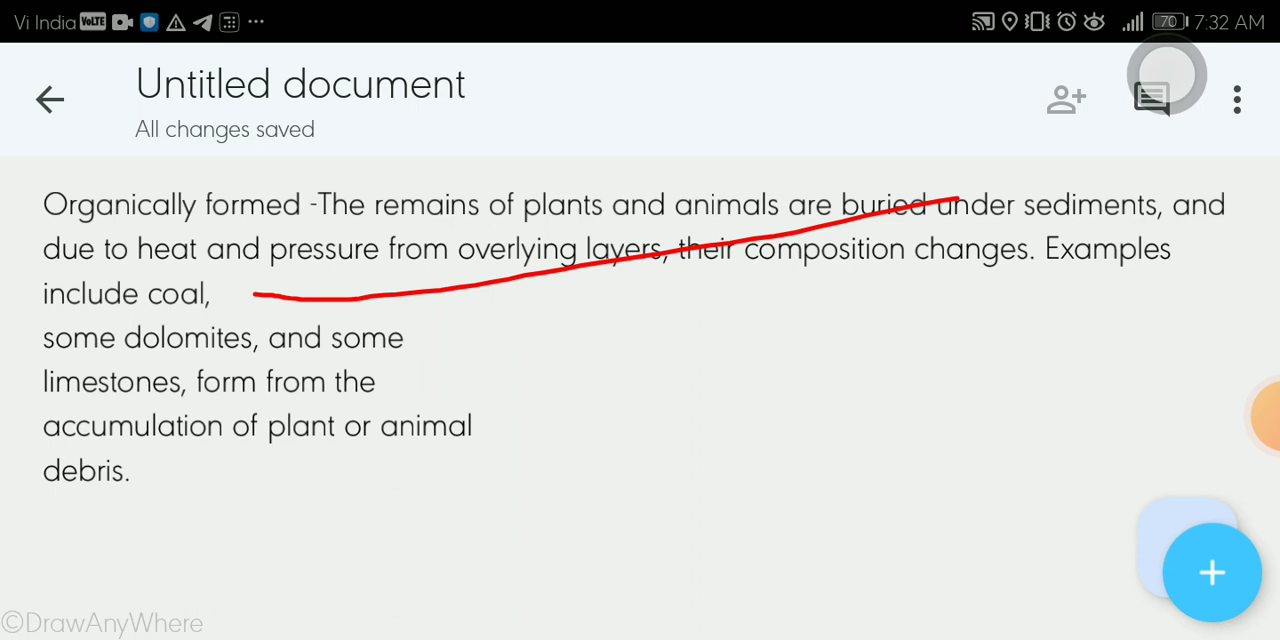 Vi India VoLTE 70 7:32 AM
Untitled document
All changes saved
Organically formed -The remains of plants and animals are buried under sediments, and
due to heat and pressure from overlying layers, their composition changes. Examples
include coal,
some dolomites, and some
limestones, form from the
accumulation of plant or animal
debris.
©DrawAnyWhere